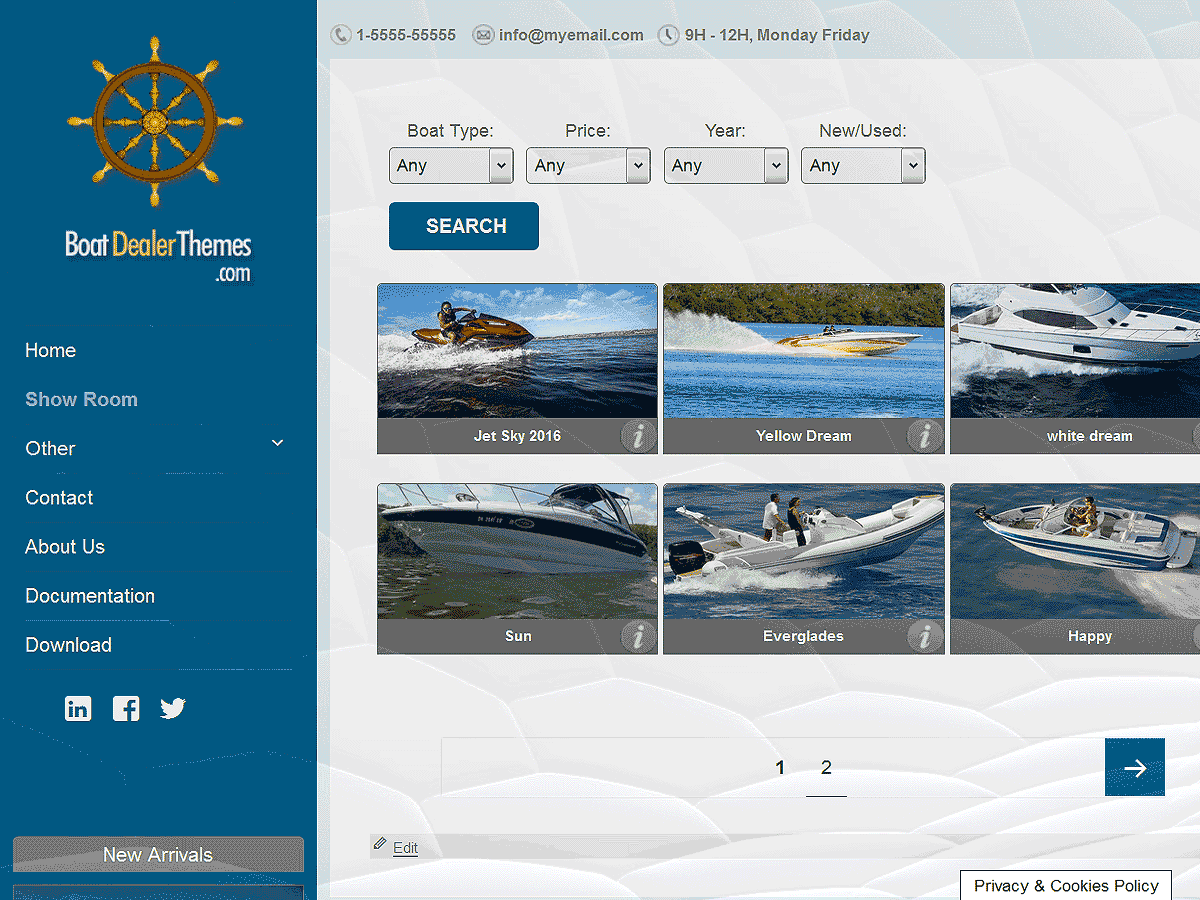 1-5555-55555 info@myemail.com 9H - 12H, Monday Friday
Boat DealerThemes
.com
Home
Show Room
Other
Contact
About Us
Documentation
Download
New Arrivals
Boat Type: Price: Year: New/Used:
Any Any Any Any
SEARCH
Jet Sky 2016 Yellow Dream white dream
Sun Everglades Happy
1 2
Edit
Privacy & Cookies Policy